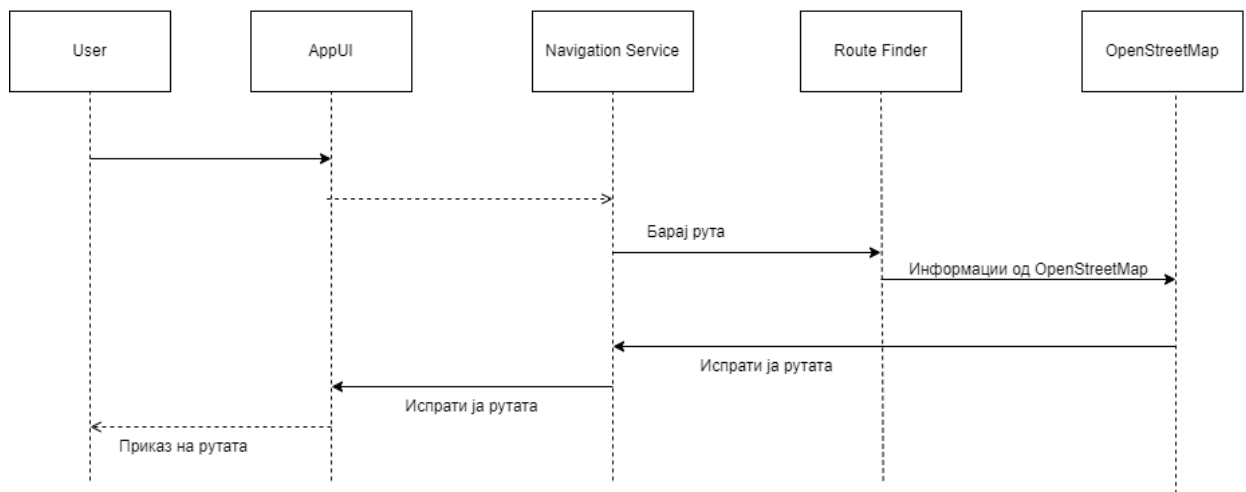 User
AppUI
Navigation Service
Route Finder
OpenStreetMap
Барај рута
Информации од OpenStreetMap
Испрати ја рутата
Испрати ја рутата
Приказ на рутата